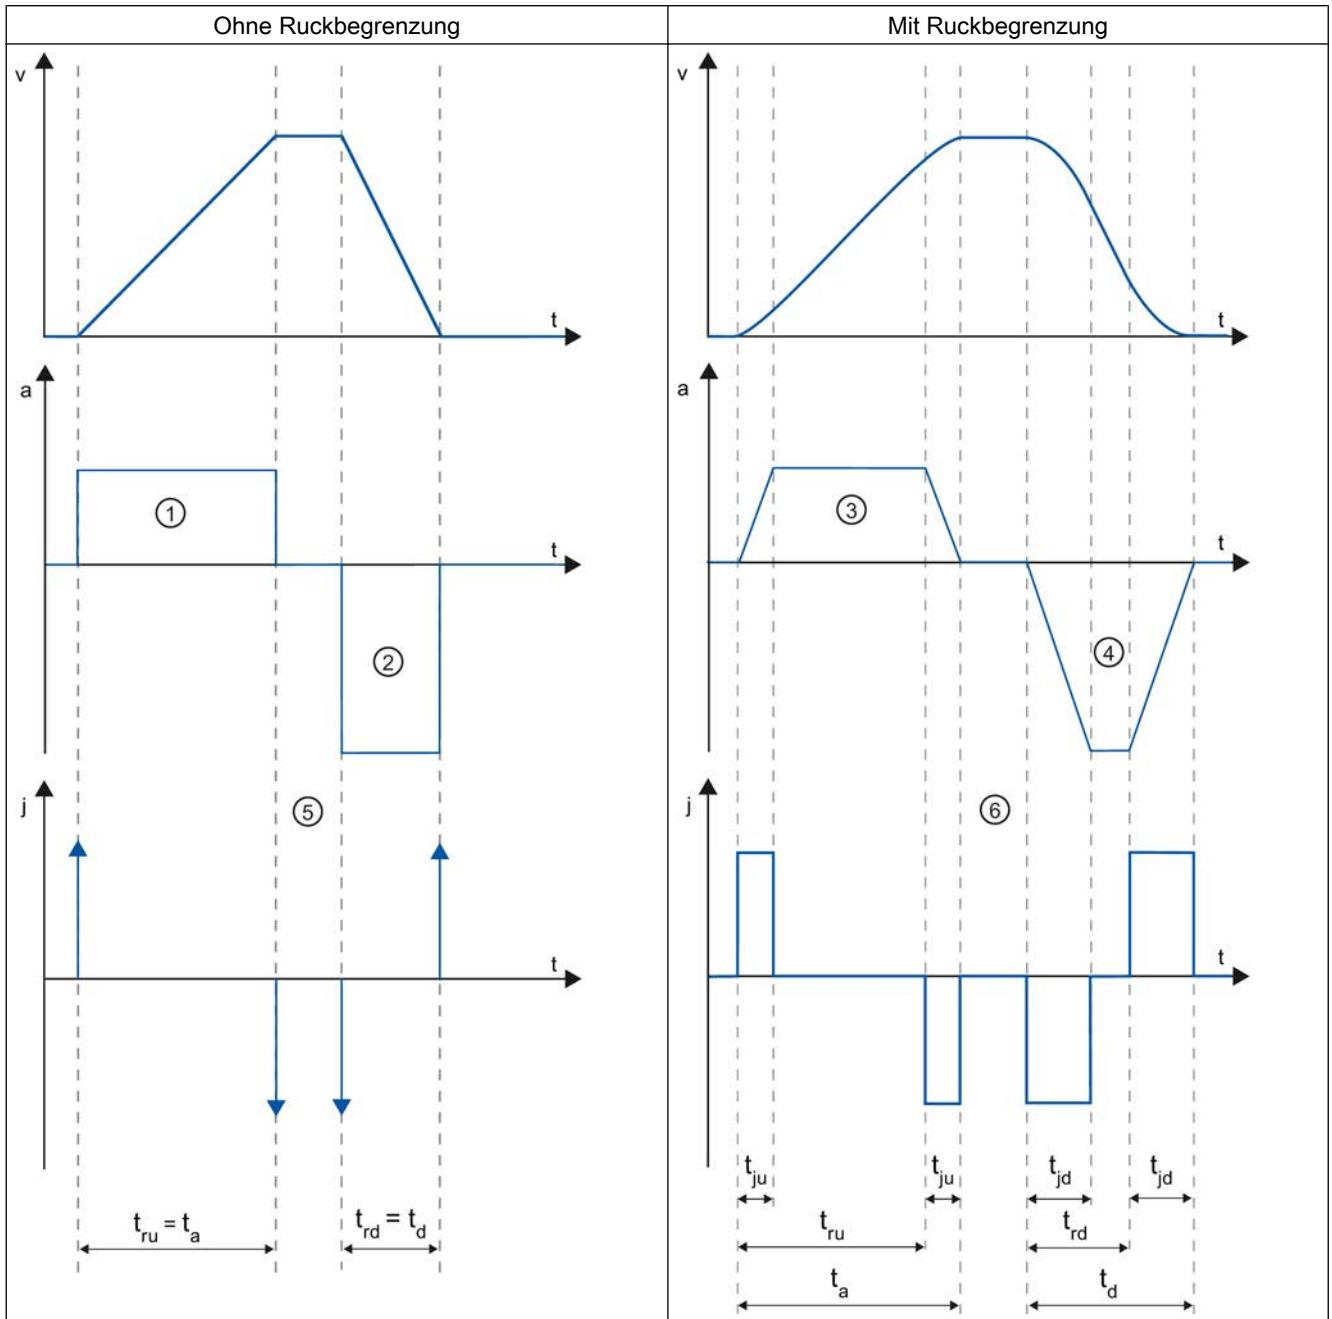 Ohne Ruckbegrenzung
Mit Ruckbegrenzung
v
t
v
t
a
1
t
2
a
3
t
4
j
5
t
j
6
t
t_ru = t_a
t_rd = t_d
t_ju
t_ju
t_jd
t_jd
t_ru
t_rd
t_a
t_d